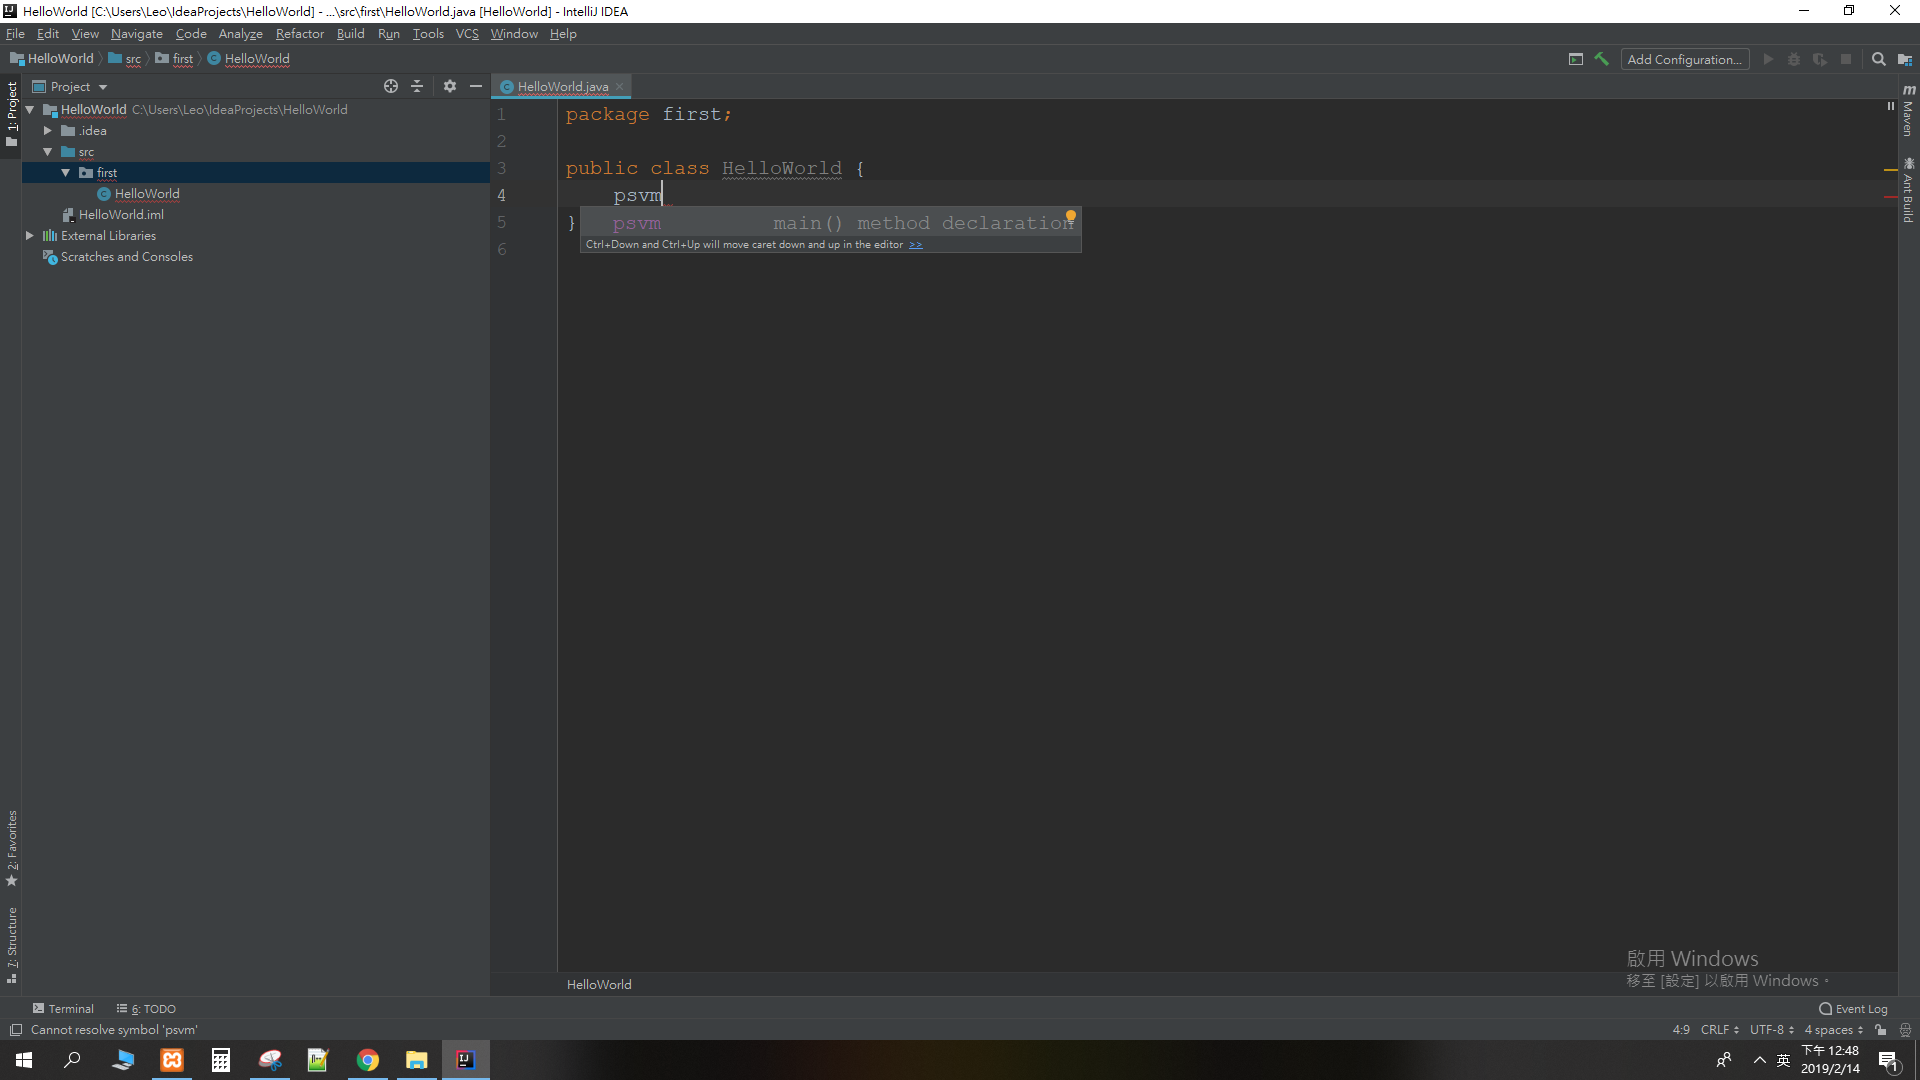 HelloWorld [C:\Users\Leo\IdeaProjects\HelloWorld] - ...\src\first\HelloWorld.java [HelloWorld] - IntelliJ IDEA
File Edit View Navigate Code Analyze Refactor Build Run Tools VCS Window Help
HelloWorld src first HelloWorld
Add Configuration...
1: Project
Project
HelloWorld C:\Users\Leo\IdeaProjects\HelloWorld
.idea
src
first
HelloWorld
HelloWorld.iml
External Libraries
Scratches and Consoles
HelloWorld.java
1 package first;
2
3 public class HelloWorld {
4 psvm
5 }
6
psvm main() method declaration
Ctrl+Down and Ctrl+Up will move caret down and up in the editor >>
Maven
Ant Build
2: Favorites
7: Structure
啟用 Windows
移至 [設定] 以啟用 Windows。
HelloWorld
Terminal 6: TODO
Event Log
Cannot resolve symbol 'psvm'
4:9 CRLF UTF-8 4 spaces
英
下午 12:48
2019/2/14
1